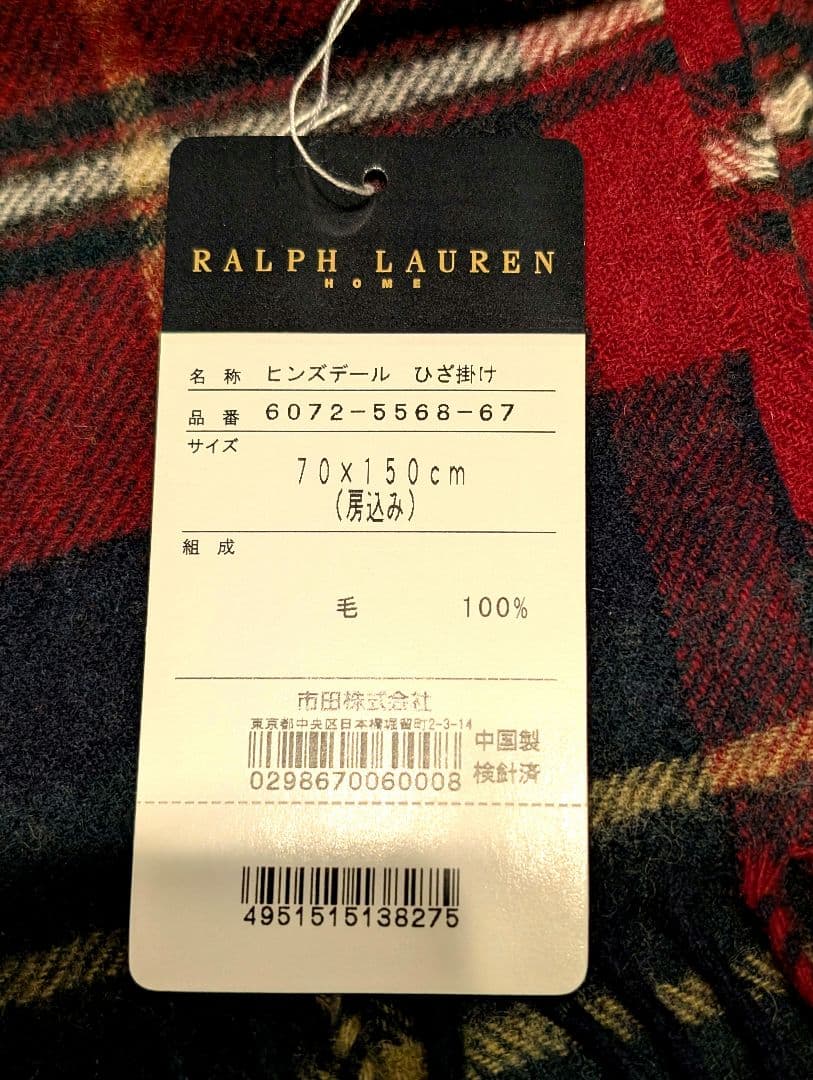 RALPH LAUREN
HOME
名 称 ヒンズデール ひざ掛け
品 番 6072-5568-67
サイズ
70×150cm
(房込み)
組 成
毛 100%
市田株式会社
東京都中央区日本橋堀留町2-3-14
中国製
0298670060008 検針済
4951515138275